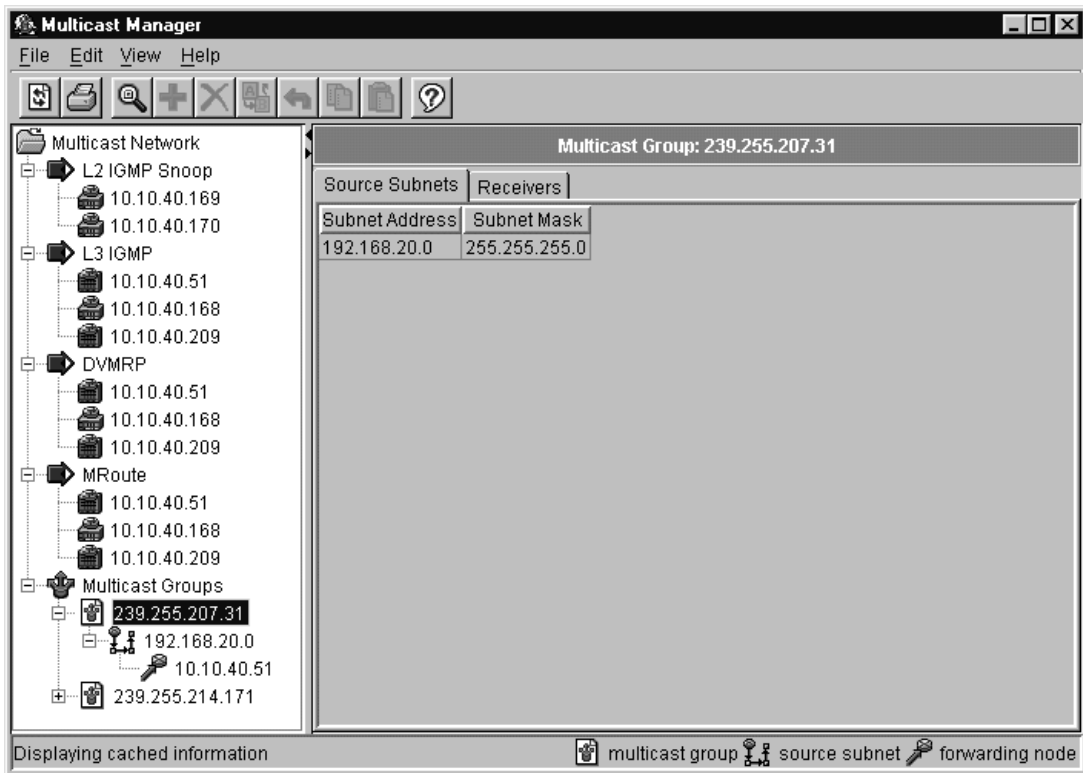 Multicast Manager
File Edit View Help
Multicast Network
L2 IGMP Snoop
10.10.40.169
10.10.40.170
L3 IGMP
10.10.40.51
10.10.40.168
10.10.40.209
DVMRP
10.10.40.51
10.10.40.168
10.10.40.209
MRoute
10.10.40.51
10.10.40.168
10.10.40.209
Multicast Groups
239.255.207.31
192.168.20.0
10.10.40.51
239.255.214.171
Multicast Group: 239.255.207.31
Source Subnets Receivers
Subnet Address Subnet Mask
192.168.20.0 255.255.255.0
Displaying cached information multicast group source subnet forwarding node